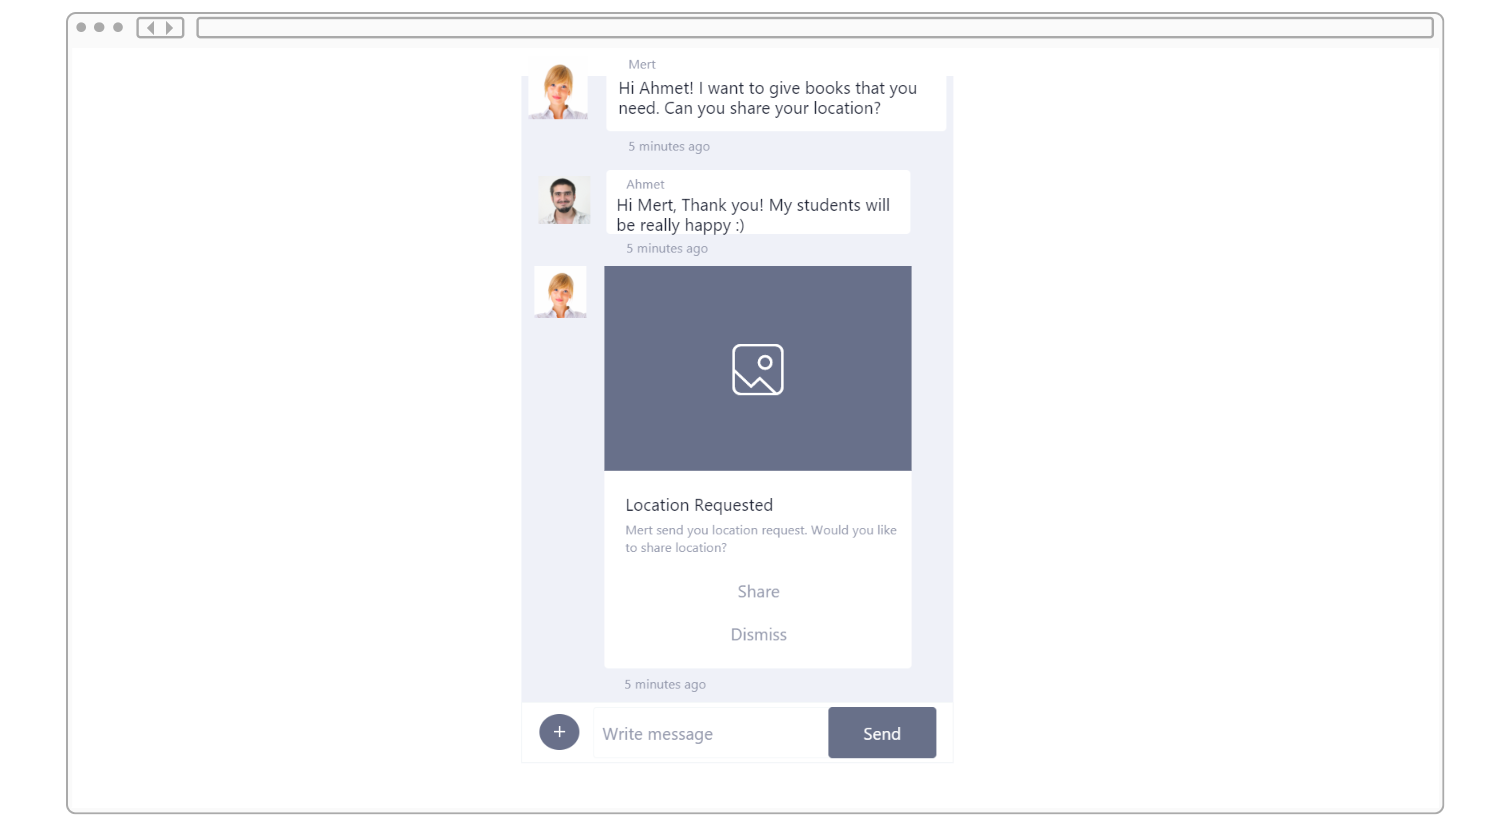 Mert
Hi Ahmet! I want to give books that you
need. Can you share your location?
5 minutes ago
Ahmet
Hi Mert, Thank you! My students will
be really happy :)
5 minutes ago
Location Requested
Mert send you location request. Would you like
to share location?
Share
Dismiss
5 minutes ago
+
Write message
Send